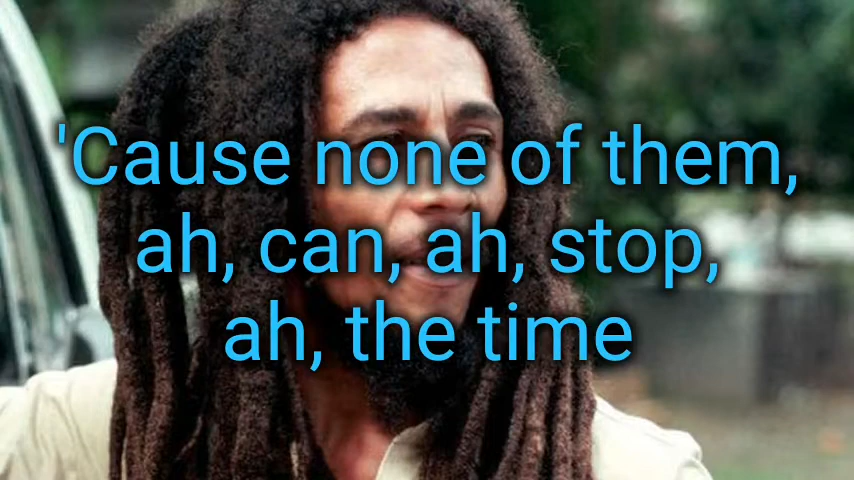 'Cause none of them,
ah, can, ah, stop,
ah, the time